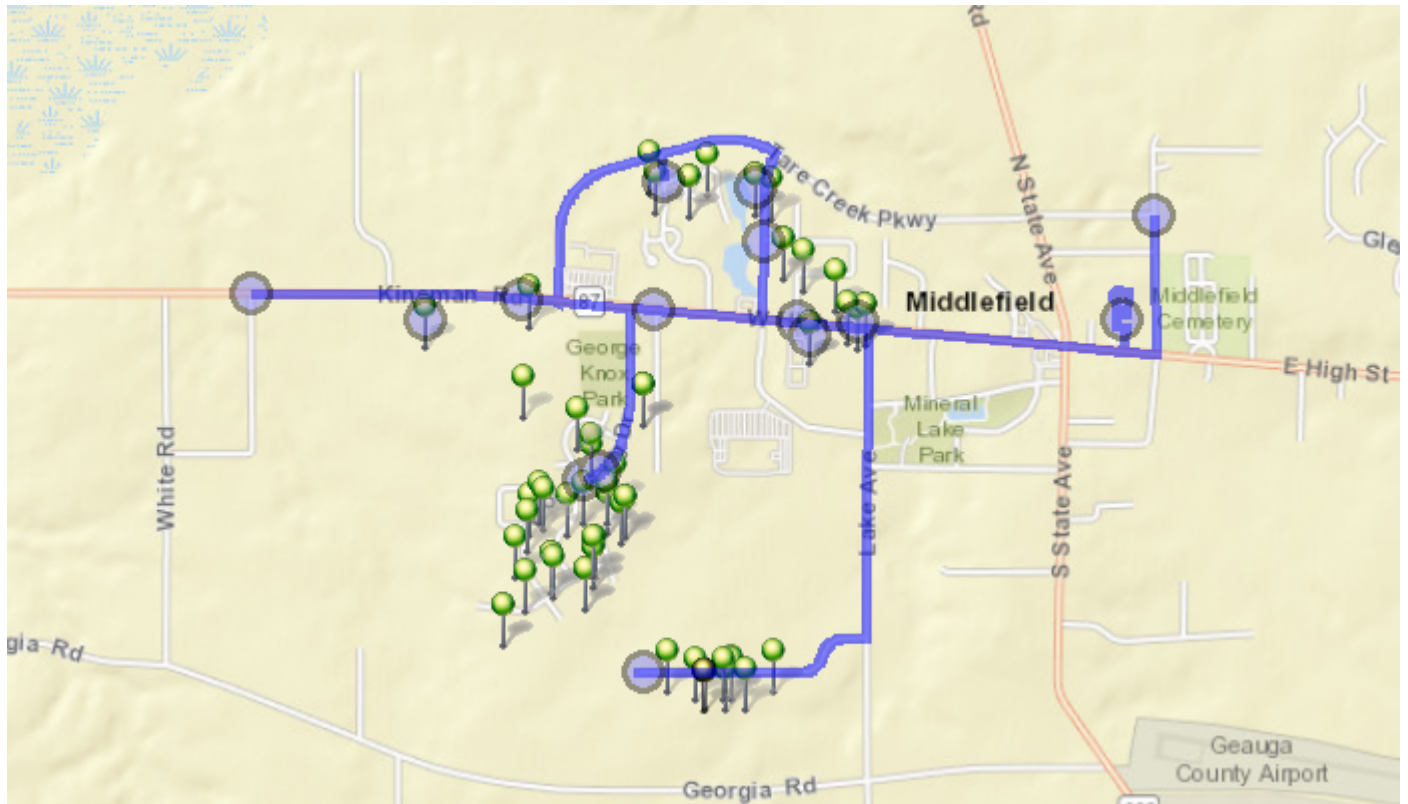 Rd
N State Ave
Tare Creek Pkwy
Gle
Kinsman Rd
87
Middlefield
Middlefield
Cemetery
W
George
Knox
Park
E High St
Mineral
Lake
Park
White Rd
Lake Ave
S State Ave
gia Rd
Georgia Rd
Geauga
County Airport